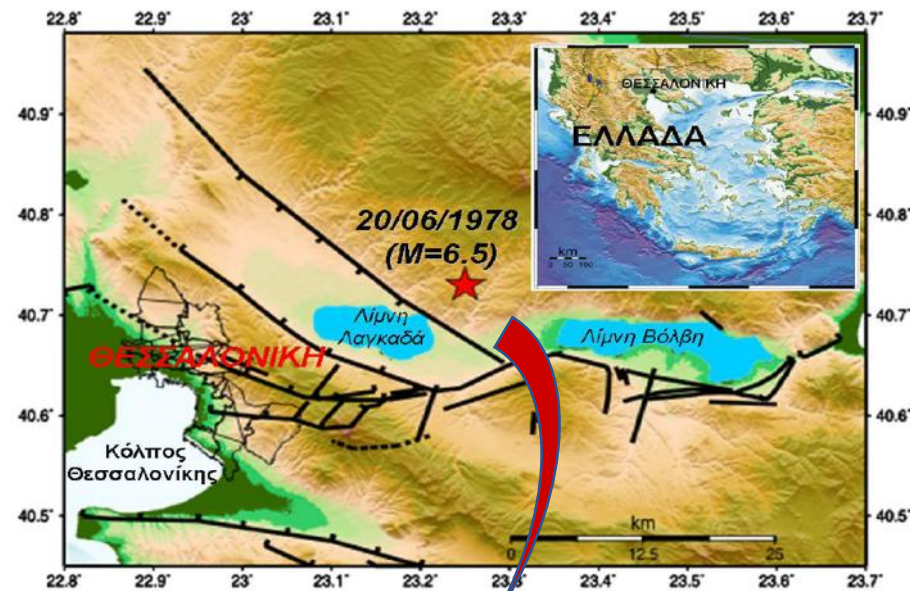 22.8˚ 22.9˚ 23˚ 23.1˚ 23.2˚ 23.3˚ 23.4˚ 23.5˚ 23.6˚ 23.7˚
40.9˚
40.8˚
40.7˚
40.6˚
40.5˚
ΘΕΣΣΑΛΟΝΙΚΗ
ΕΛΛΑΔΑ
km
0 50 100
20/06/1978
(M=6.5)
Λίμνη
Λαγκαδά
Λίμνη Βόλβη
ΘΕΣΣΑΛΟΝΙΚΗ
Κόλπος
Θεσσαλονίκης
km
0 12.5 25
40.9˚
40.8˚
40.7˚
40.6˚
40.5˚
22.8˚ 22.9˚ 23˚ 23.1˚ 23.2˚ 23.3˚ 23.4˚ 23.5˚ 23.6˚ 23.7˚